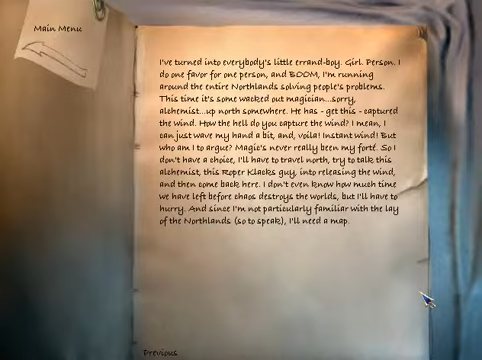 Main Menu
I've turned into everybody's little errand-boy. Girl. Person. I
do one favor for one person, and BOOM, I'm running
around the entire Northlands solving people's problems.
This time it's some wacked out magician...sorry,
alchemist...up north somewhere. He has - get this - captured
the wind. How the hell do you capture the wind? I mean, I
can just wave my hand a bit, and, voila! Instant wind! But
who am I to argue? Magic's never really been my forté. So I
don't have a choice, I'll have to travel north, try to talk this
alchemist, this Roper Klacks guy, into releasing the wind,
and then come back here. I don't even know how much time
we have left before chaos destroys the worlds, but I'll have to
hurry. And since I'm not particularly familiar with the lay
of the Northlands (so to speak), I'll need a map.
Previous